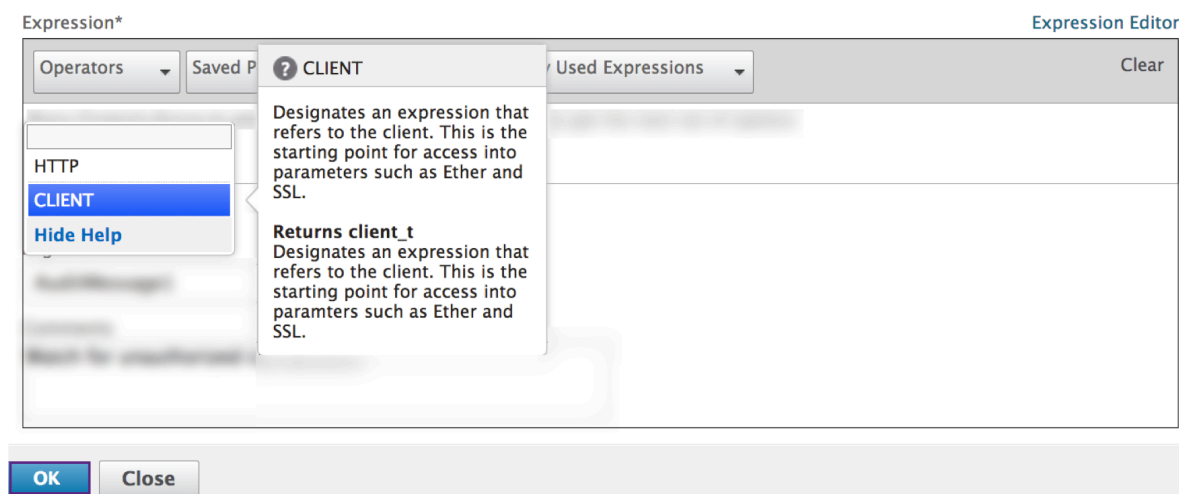 Expression*
Expression Editor
Operators
Saved P
Used Expressions
Clear
HTTP
CLIENT
Hide Help
CLIENT
Designates an expression that
refers to the client. This is the
starting point for access into
parameters such as Ether and
SSL.
Returns client_t
Designates an expression that
refers to the client. This is the
starting point for access into
paramters such as Ether and
SSL.
OK
Close